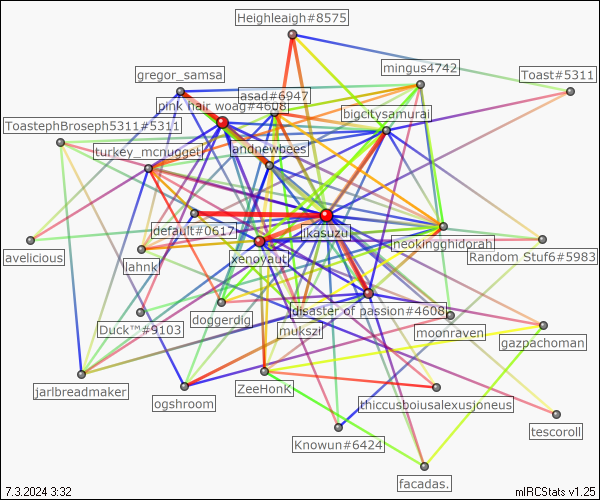 Heighleaigh#8575
gregor_samsa
mingus4742
Toast#5311
asad#6947
pink hair woag#4608
bigcitysamurai
ToastephBroseph5311#5311
turkey_mcnugget
andnewbees
default#0617
jkasuzu
neokingghidorah
avelicious
lahnk
xenoyaut
Random Stuf6#5983
doggerdig
disaster of passion#4608
Duck™#9103
mukszi
moonraven
gazpachoman
jarlbreadmaker
ogshroom
ZeeHonK
thiccusboiusalexusjoneus
tescoroll
Knowun#6424
facadas.
7.3.2024 3:32
mIRCStats v1.25